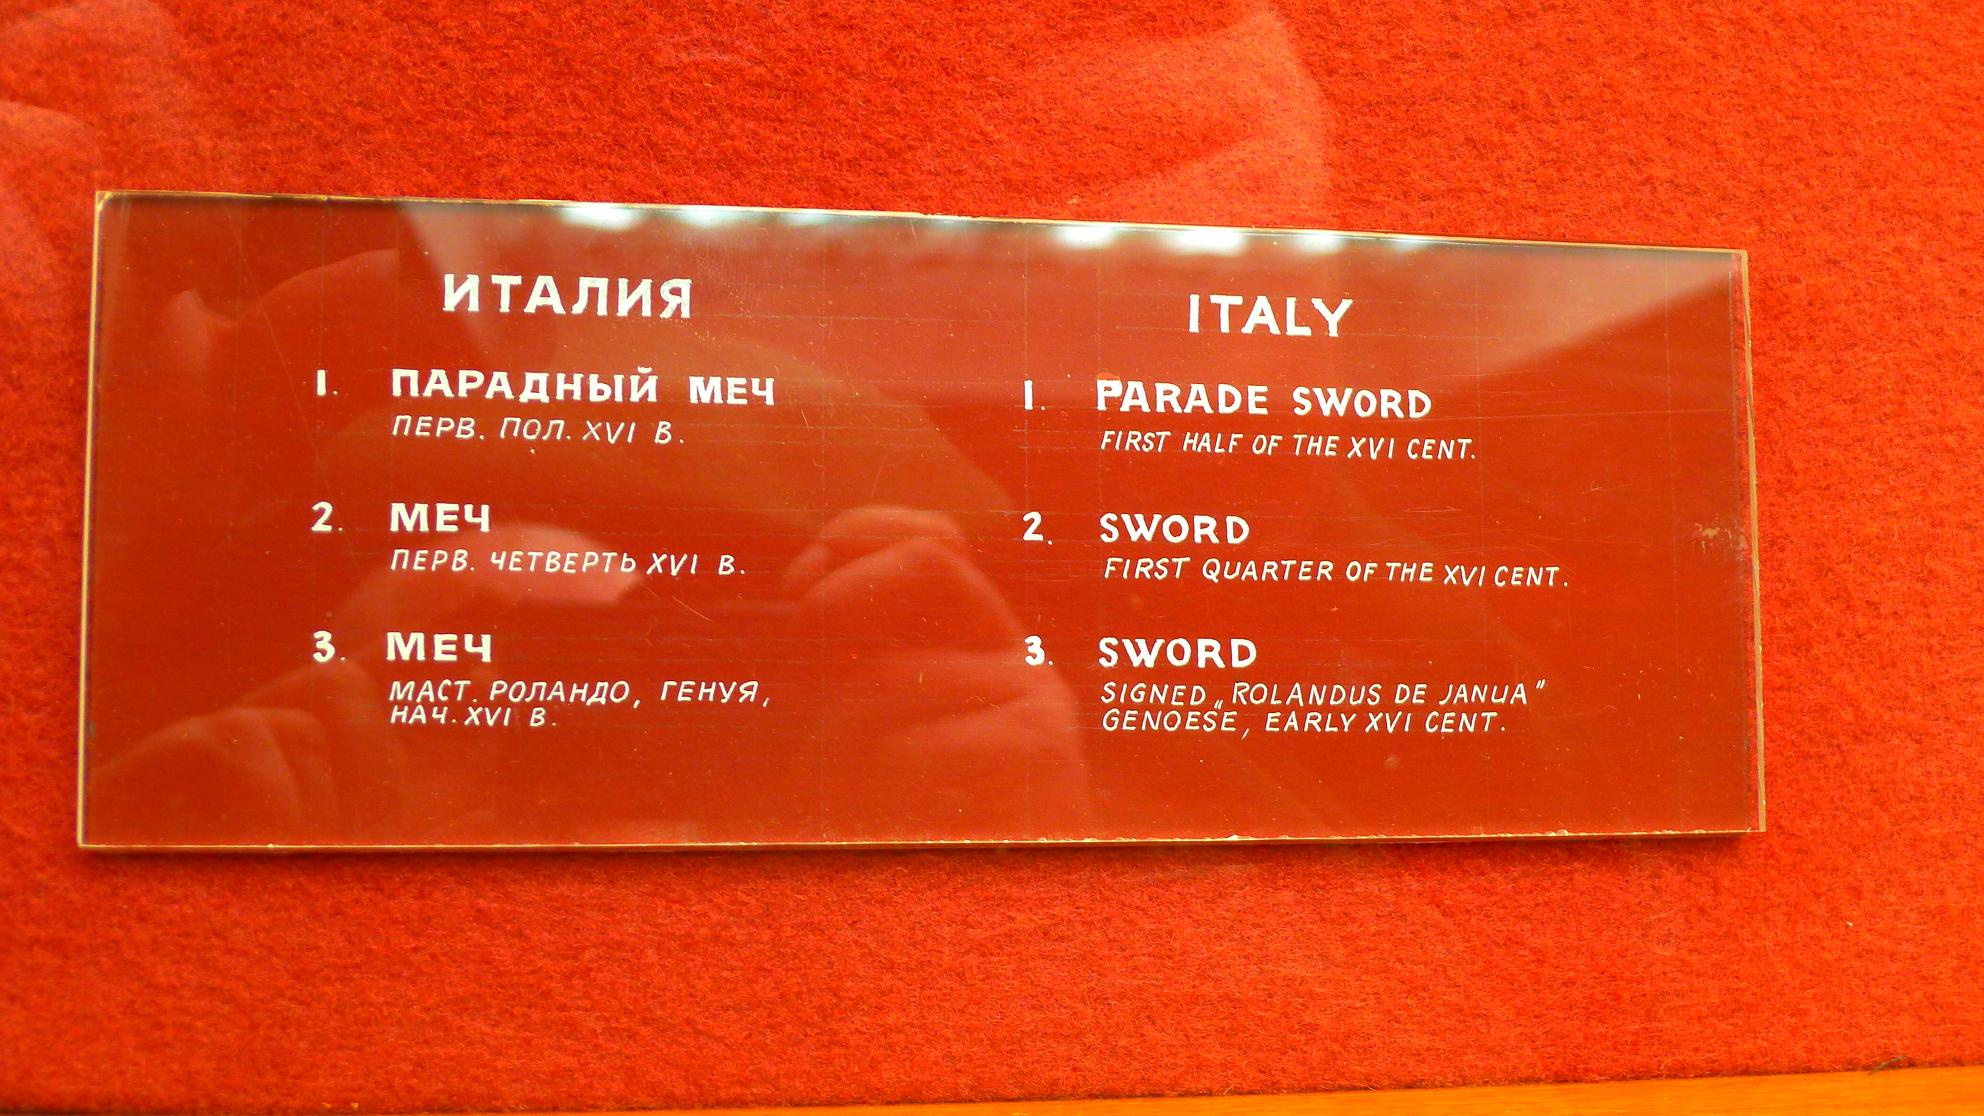 ИТАЛИЯ
1. ПАРАДНЫЙ МЕЧ
ПЕРВ. ПОЛ. XVI В.
2. МЕЧ
ПЕРВ. ЧЕТВЕРТЬ XVI В.
3. МЕЧ
МАСТ. РОЛАНДО, ГЕНУЯ,
НАЧ. XVI В.
ITALY
1. PARADE SWORD
FIRST HALF OF THE XVI CENT.
2. SWORD
FIRST QUARTER OF THE XVI CENT.
3. SWORD
SIGNED „ROLANDUS DE JANUA"
GENOESE, EARLY XVI CENT.